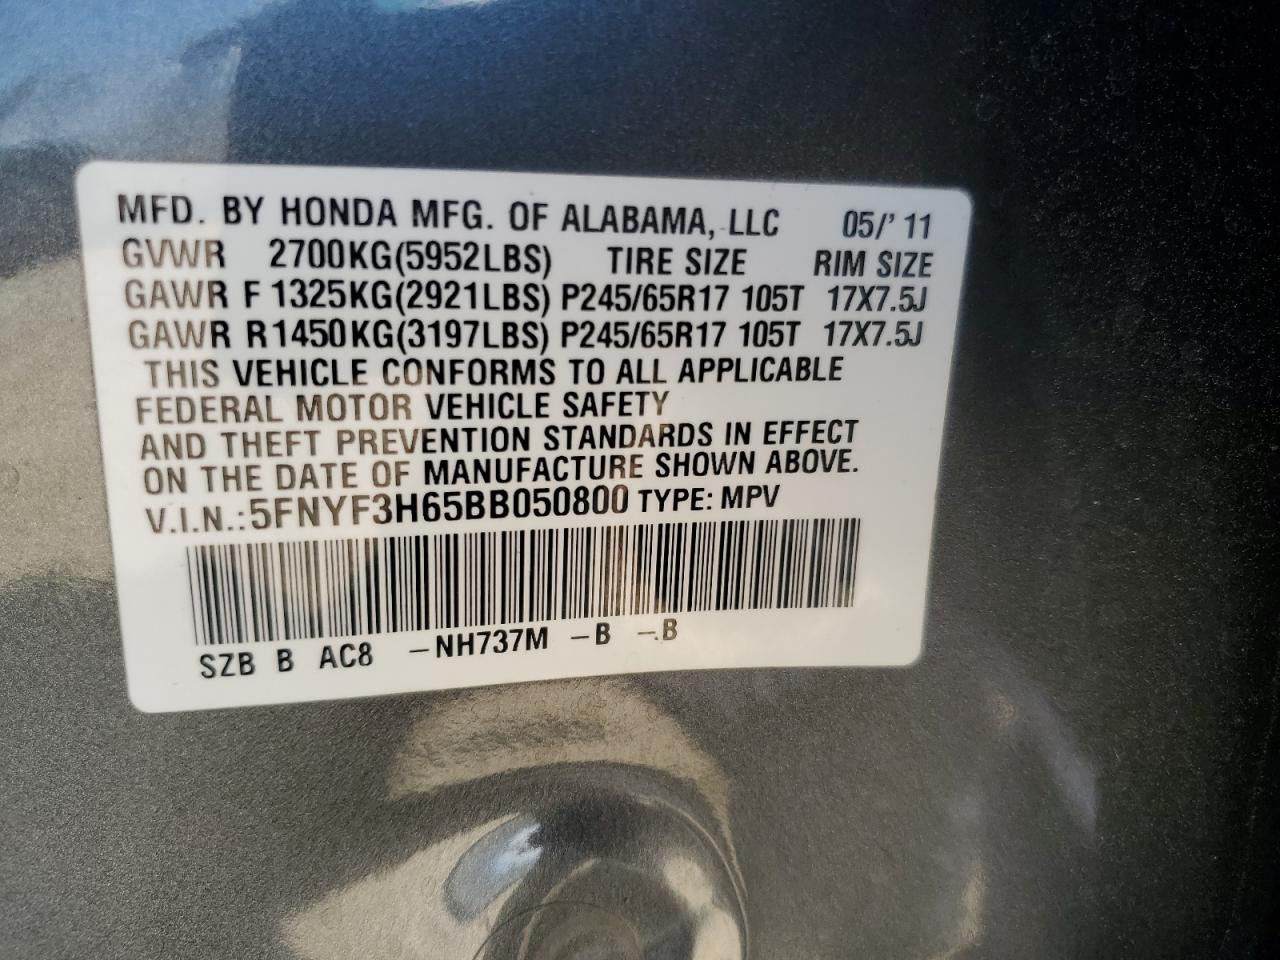 MFD. BY HONDA MFG. OF ALABAMA, LLC 05/'11
GVWR 2700KG(5952LBS) TIRE SIZE RIM SIZE
GAWR F 1325KG(2921LBS) P245/65R17 105T 17X7.5J
GAWR R1450KG(3197LBS) P245/65R17 105T 17X7.5J
THIS VEHICLE CONFORMS TO ALL APPLICABLE
FEDERAL MOTOR VEHICLE SAFETY
AND THEFT PREVENTION STANDARDS IN EFFECT
ON THE DATE OF MANUFACTURE SHOWN ABOVE.
V.I.N.:5FNYF3H65BB050800 TYPE: MPV
SZB B AC8 -NH737M -B -.B